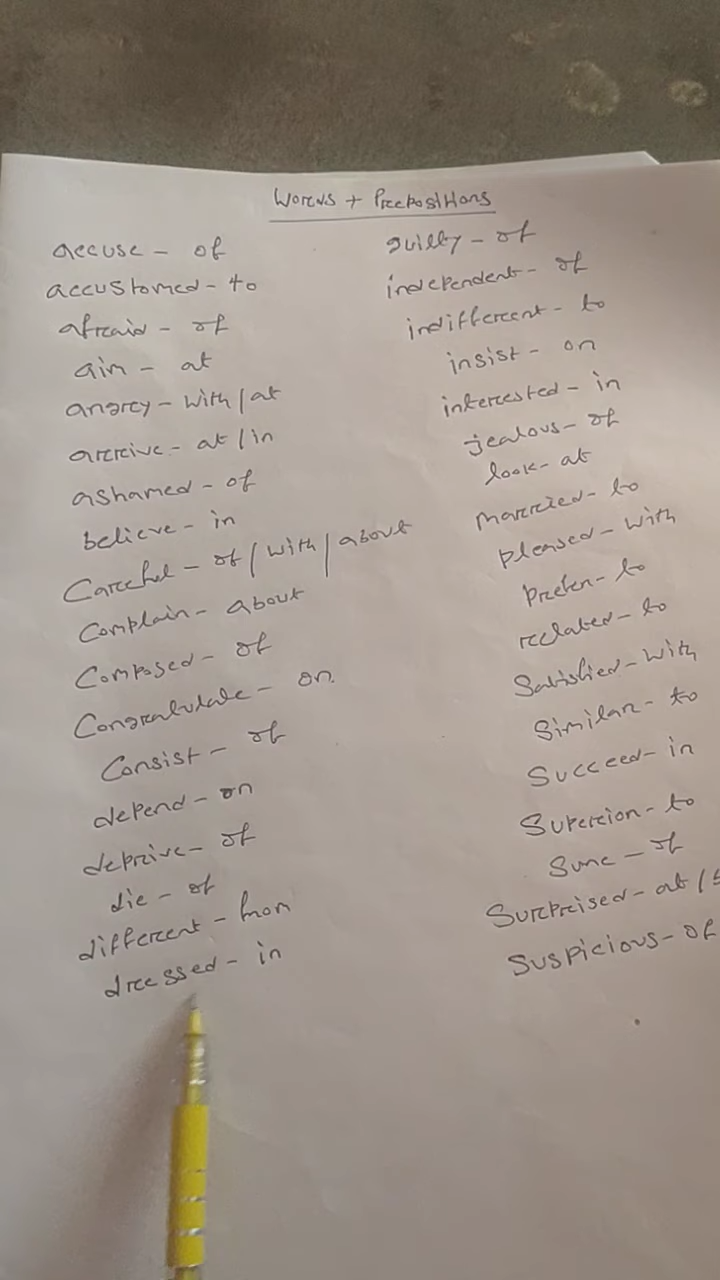 Words + Prepositions
accuse - of
accustomed - to
afraid - of
aim - at
angry - with/at
arrive - at/in
ashamed - of
believe - in
Careful - of/with/about
Complain - about
Composed - of
Congratulate - on
Consist - of
depend - on
deprive - of
die - of
different - from
dressed - in
guilty - of
independent - of
indifferent - to
insist - on
interested - in
jealous - of
look - at
married - to
pleased - with
prefer - to
related - to
Satisfied - with
Similar - to
Succeed - in
Superior - to
Sure - of
Surprised - at/
Suspicious - of